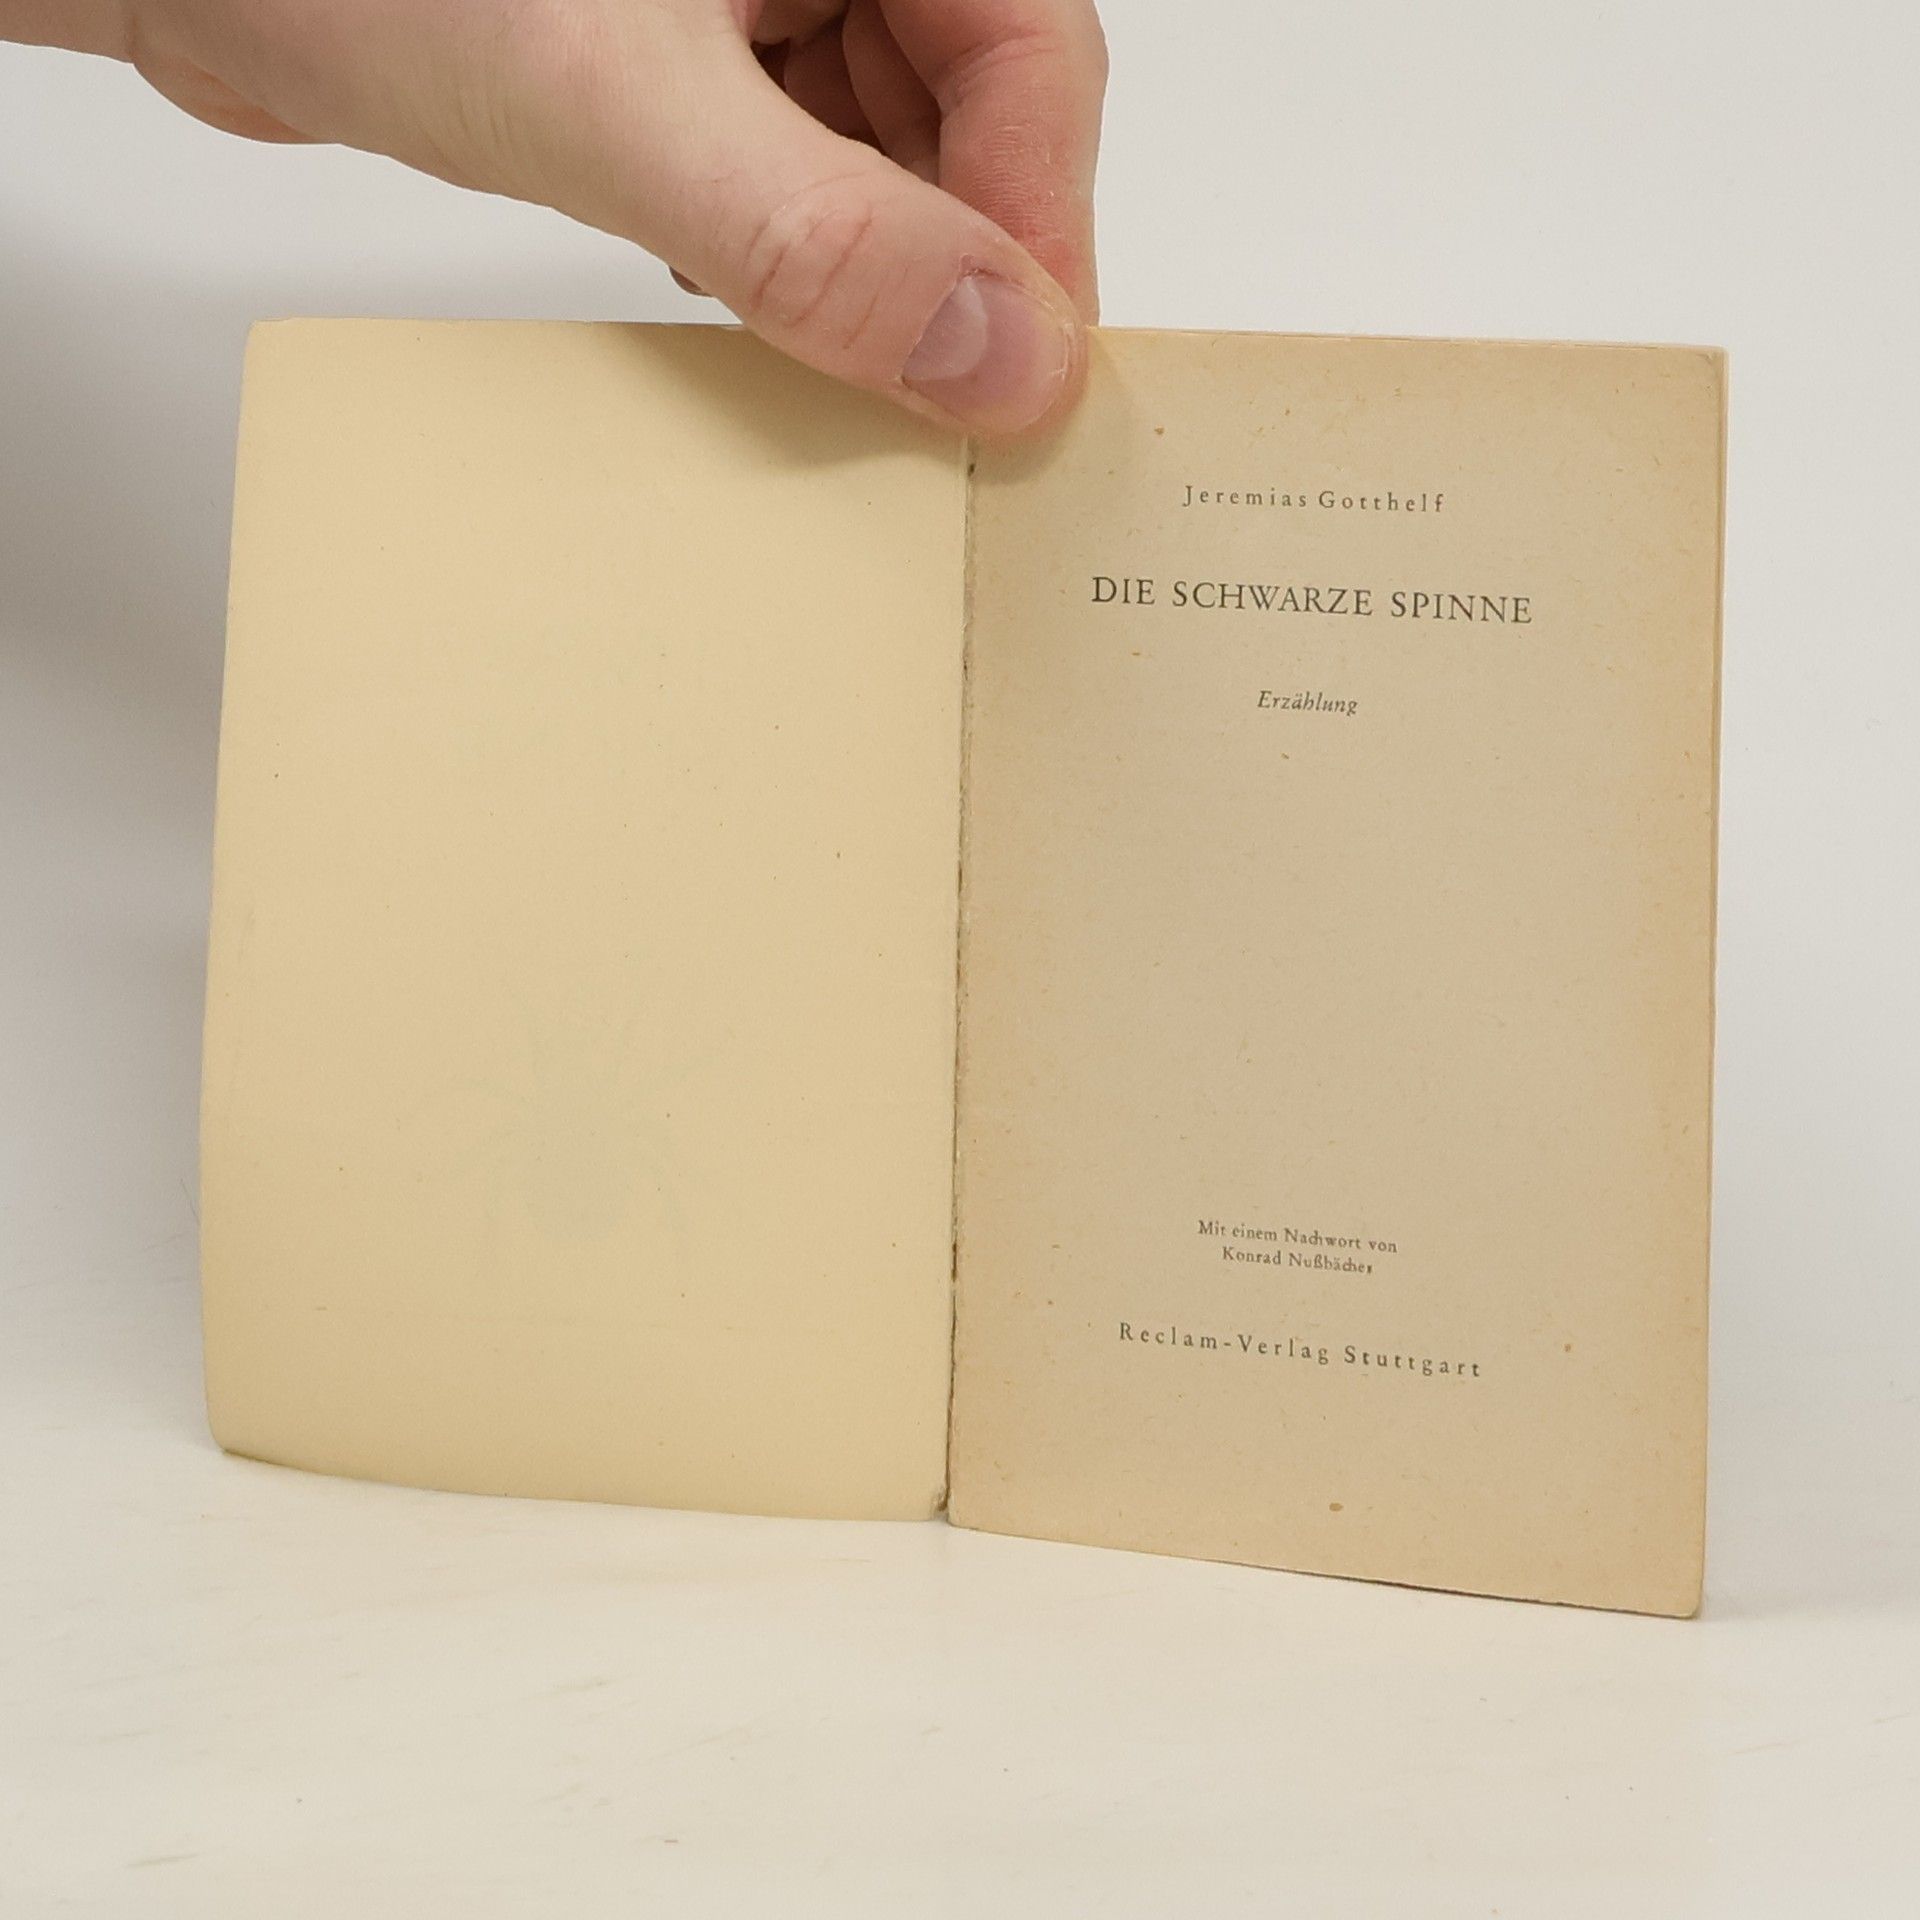 Jeremias Gotthelf
DIE SCHWARZE SPINNE
Erzählung
Mit einem Nachwort von
Konrad Nußbächer
Reclam-Verlag Stuttgart